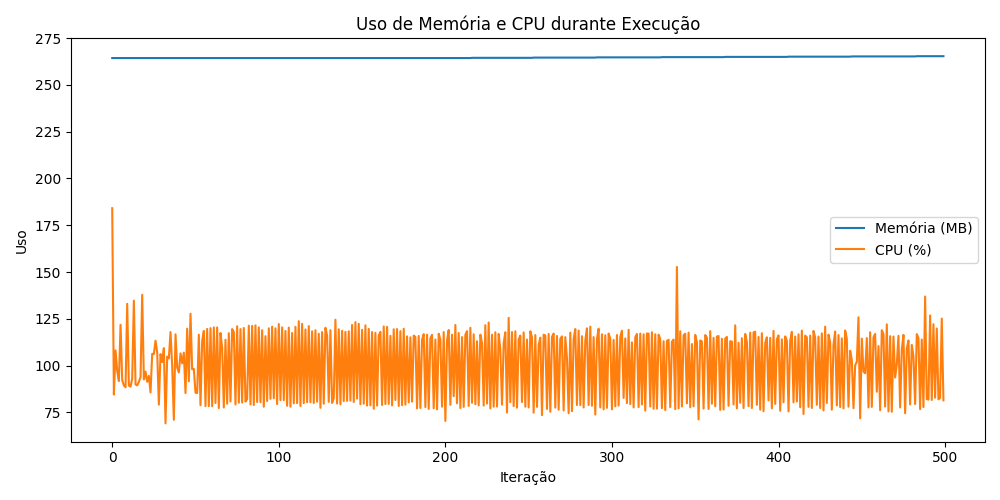 Uso de Memória e CPU durante Execução
275
250
225
200
175
150
125
100
75
Uso
Memória (MB)
CPU (%)
0 100 200 300 400 500
Iteração